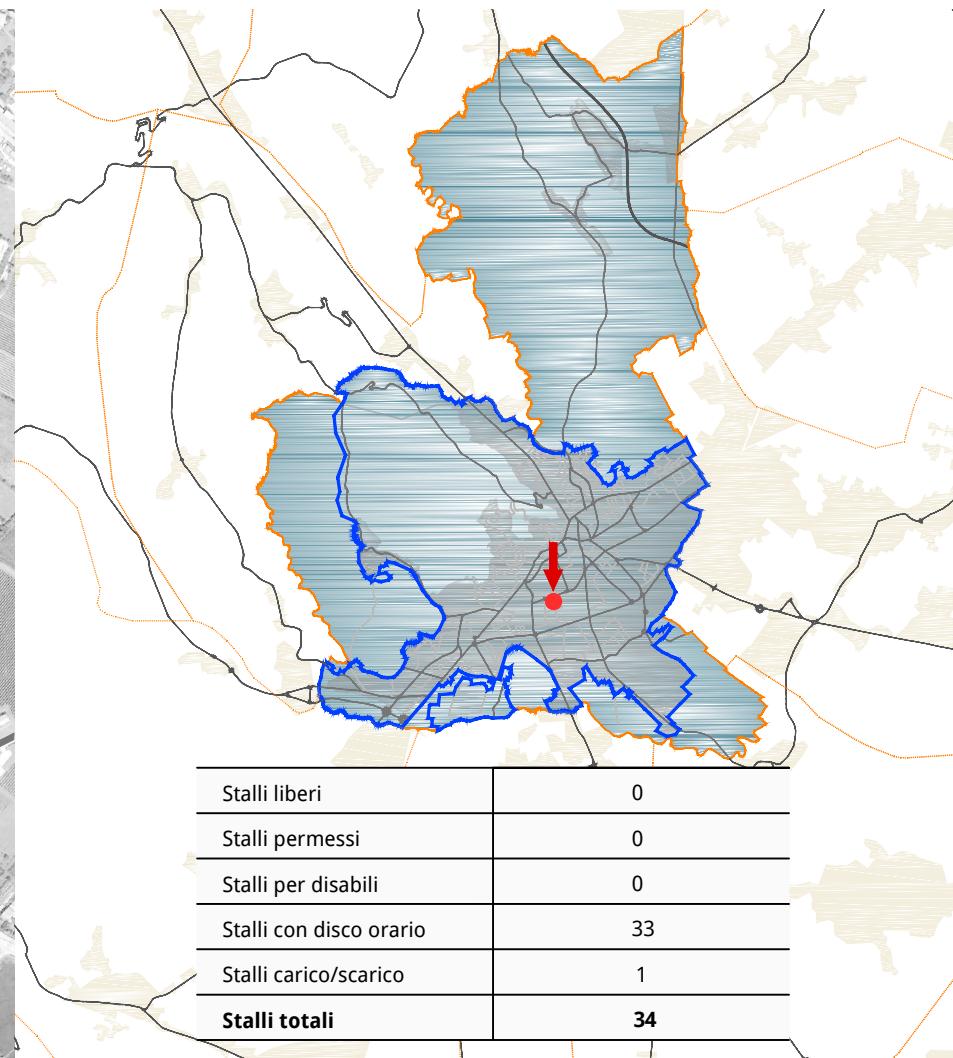 Stalli liberi 0
Stalli permessi 0
Stalli per disabili 0
Stalli con disco orario 33
Stalli carico/scarico 1
Stalli totali 34